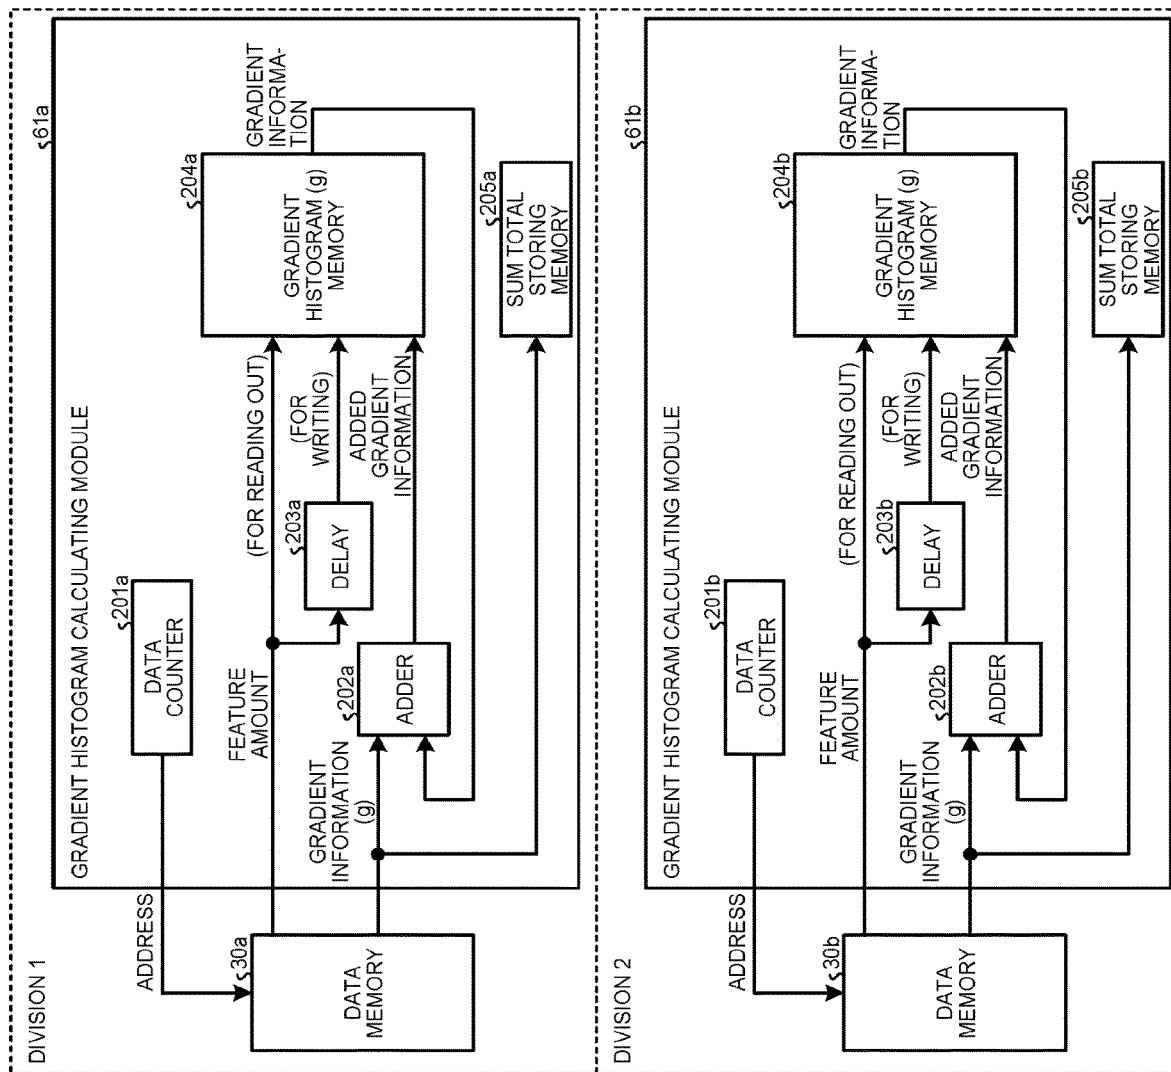 DIVISION 1
GRADIENT HISTOGRAM CALCULATING MODULE
61a
ADDRESS
201a
DATA
COUNTER
30a
DATA
MEMORY
FEATURE
AMOUNT
(FOR READING OUT)
203a
DELAY
(FOR
WRITING)
204a
GRADIENT
HISTOGRAM (g)
MEMORY
GRADIENT
INFORMA-
TION
GRADIENT
INFORMATION
(g)
202a
ADDER
ADDED
GRADIENT
INFORMATION
205a
SUM TOTAL
STORING
MEMORY
DIVISION 2
GRADIENT HISTOGRAM CALCULATING MODULE
61b
ADDRESS
201b
DATA
COUNTER
30b
DATA
MEMORY
FEATURE
AMOUNT
(FOR READING OUT)
203b
DELAY
(FOR
WRITING)
204b
GRADIENT
HISTOGRAM (g)
MEMORY
GRADIENT
INFORMA-
TION
GRADIENT
INFORMATION
(g)
202b
ADDER
ADDED
GRADIENT
INFORMATION
205b
SUM TOTAL
STORING
MEMORY